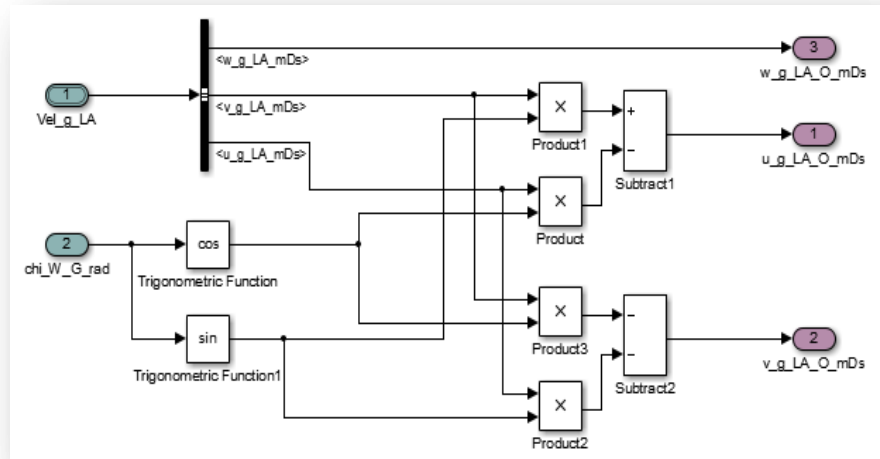 <w_g_LA_mDs>
3
w_g_LA_O_mDs
1
Vel_g_LA
<v_g_LA_mDs>
×
Product1
+
−
Subtract1
1
u_g_LA_O_mDs
<u_g_LA_mDs>
×
Product
2
chi_W_G_rad
cos
Trigonometric Function
×
Product3
sin
Trigonometric Function1
−
−
Subtract2
2
v_g_LA_O_mDs
×
Product2